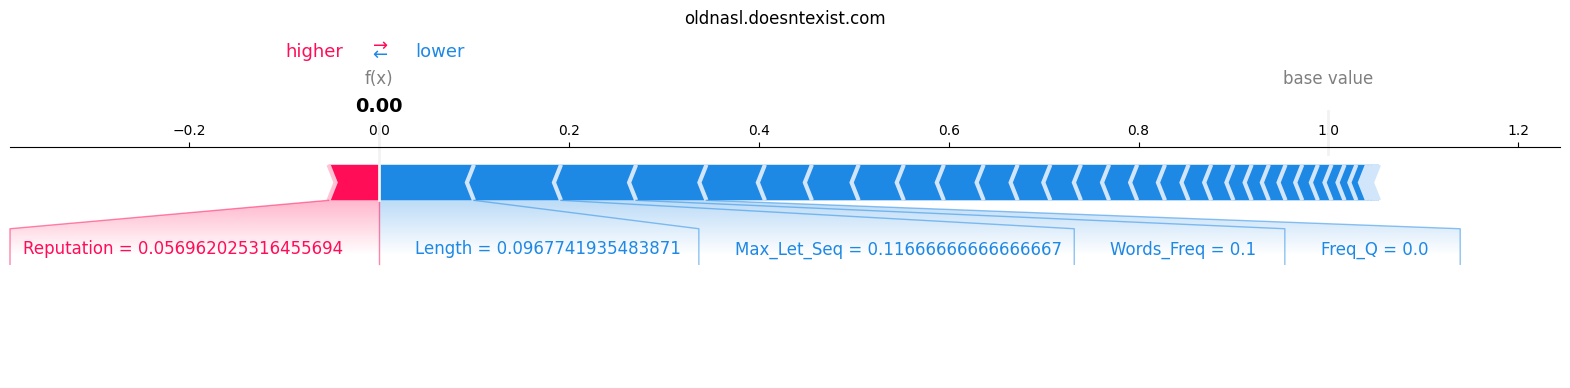 oldnasl.doesntexist.com
higher ⇄ lower
f(x) base value
0.00
−0.2 0.0 0.2 0.4 0.6 0.8 1.0 1.2
Reputation = 0.056962025316455694 Length = 0.0967741935483871 Max_Let_Seq = 0.11666666666666667 Words_Freq = 0.1 Freq_Q = 0.0